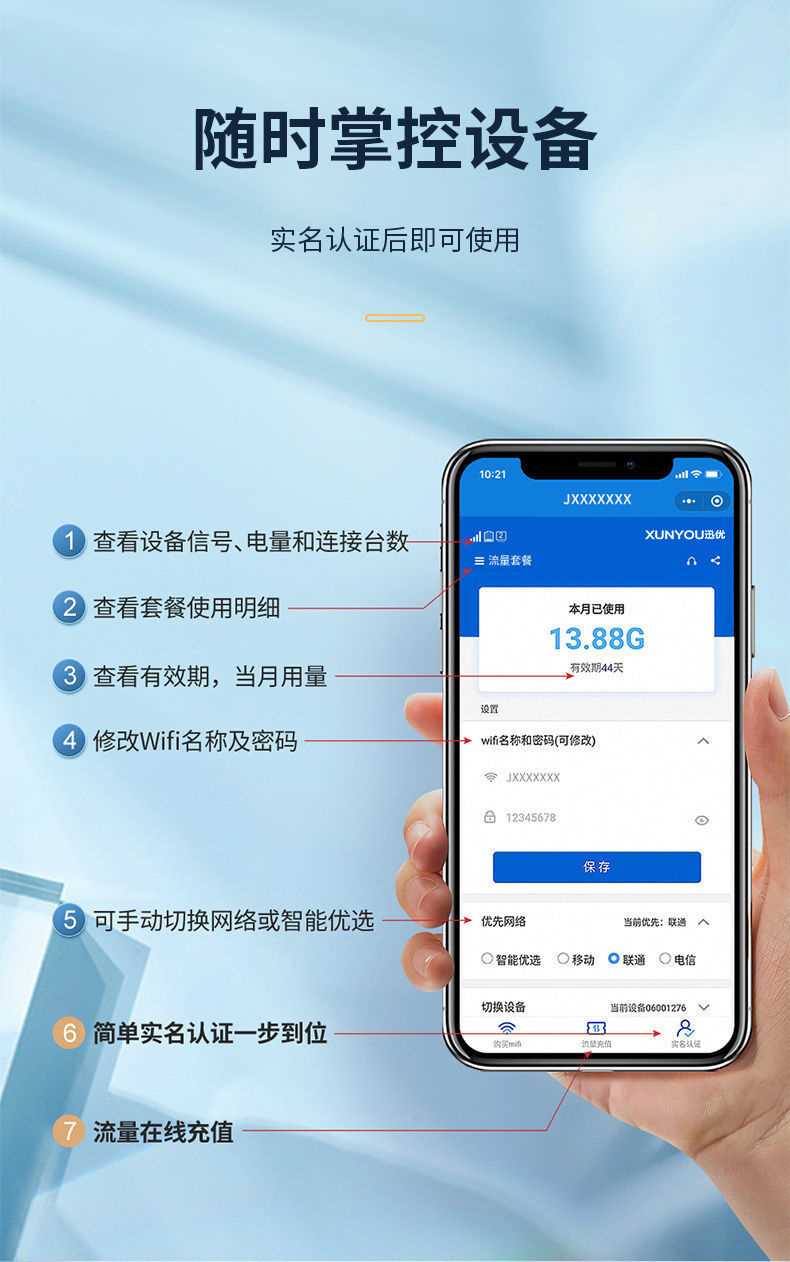 随时掌控设备
实名认证后即可使用
10:21
JXXXXXXX
2
XUNYOU迅优
流量套餐
本月已使用
13.88G
有效期44天
1 查看设备信号、电量和连接台数
2 查看套餐使用明细
3 查看有效期，当月用量
4 修改Wifi名称及密码
设置
wifi名称和密码(可修改)
JXXXXXXX
12345678
保存
5 可手动切换网络或智能优选
优先网络 当前优先：联通
智能优选 移动 联通 电信
切换设备 当前设备06001276
购买mifi 流量充值 实名认证
6 简单实名认证一步到位
7 流量在线充值